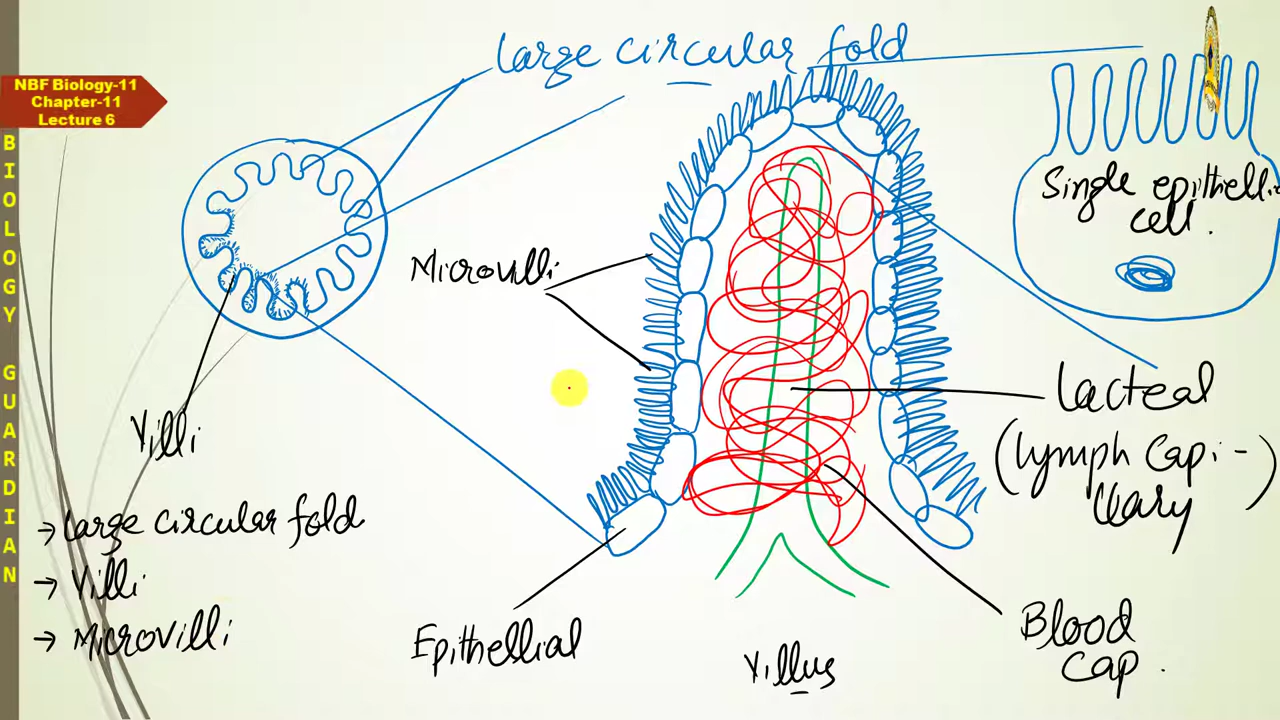 NBF Biology-11
Chapter-11
Lecture 6
BIOLOGY GUARDIAN
Large circular fold
Single epithelli
cell.
Microvilli
Villi
Lacteal
(Lymph Capi-)
llary
→ Large circular fold
→ Villi
→ Microvilli
Epithellial
Villus
Blood
Cap.